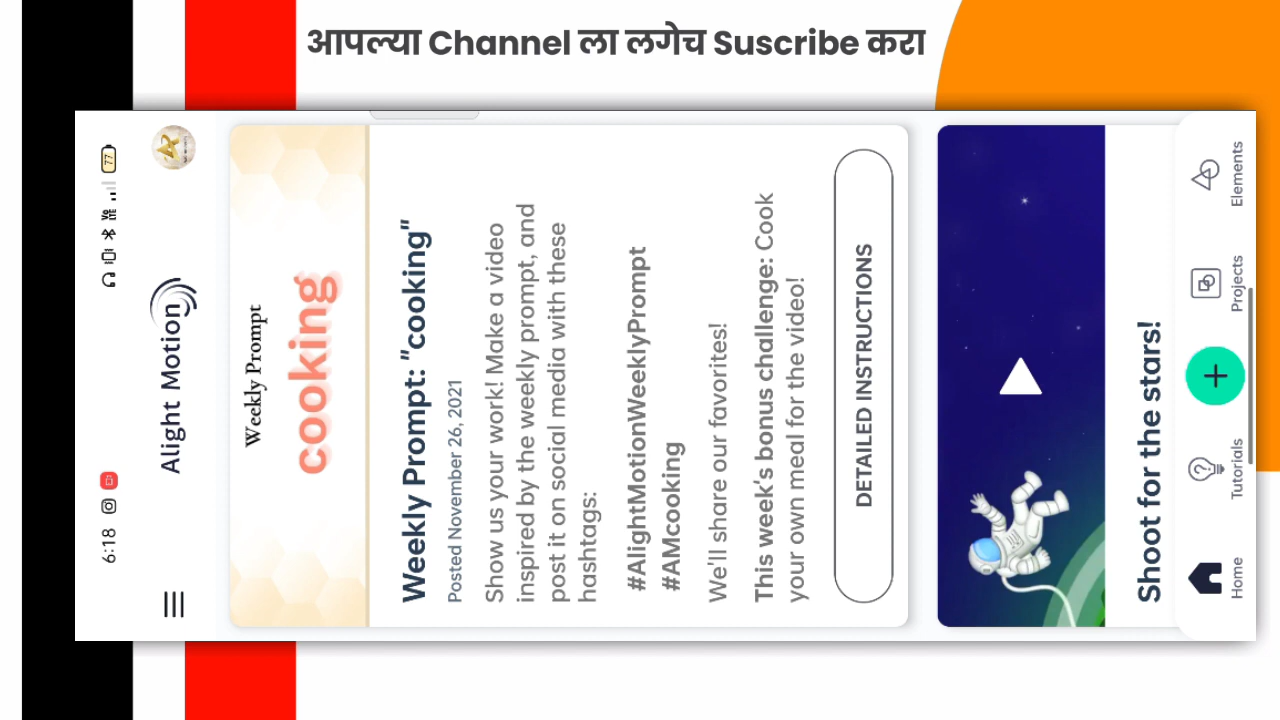 आपल्या Channel ला लगेच Suscribe करा
6:18
77
Alight Motion
Weekly Prompt
cooking
Weekly Prompt: "cooking"
Posted November 26, 2021
Show us your work! Make a video
inspired by the weekly prompt, and
post it on social media with these
hashtags:
#AlightMotionWeeklyPrompt
#AMcooking
We'll share our favorites!
This week's bonus challenge: Cook
your own meal for the video!
DETAILED INSTRUCTIONS
Shoot for the stars!
Home
Tutorials
Projects
Elements